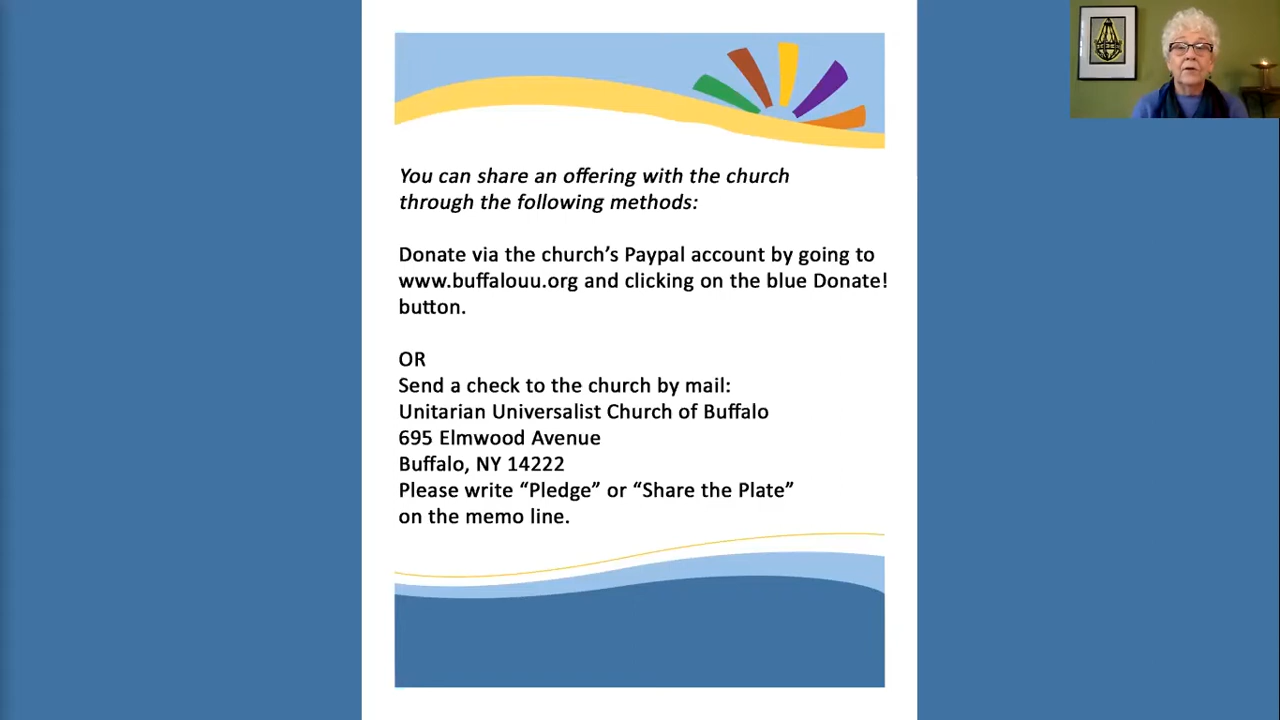 You can share an offering with the church
through the following methods:
Donate via the church’s Paypal account by going to
www.buffalouu.org and clicking on the blue Donate!
button.
OR
Send a check to the church by mail:
Unitarian Universalist Church of Buffalo
695 Elmwood Avenue
Buffalo, NY 14222
Please write “Pledge” or “Share the Plate”
on the memo line.